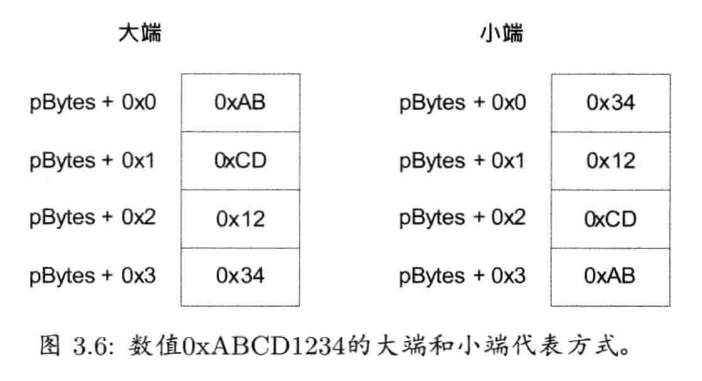 大端 小端
pBytes + 0x0 0xAB pBytes + 0x0 0x34
pBytes + 0x1 0xCD pBytes + 0x1 0x12
pBytes + 0x2 0x12 pBytes + 0x2 0xCD
pBytes + 0x3 0x34 pBytes + 0x3 0xAB
图 3.6: 数值0xABCD1234的大端和小端代表方式。